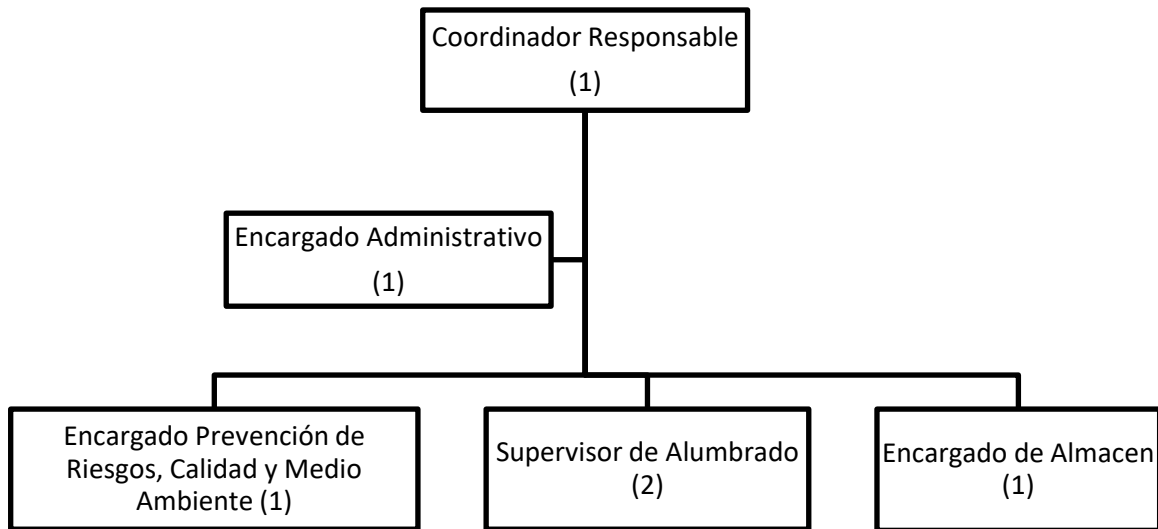 Coordinador Responsable
(1)
Encargado Administrativo
(1)
Encargado Prevención de
Riesgos, Calidad y Medio
Ambiente (1)
Supervisor de Alumbrado
(2)
Encargado de Almacen
(1)